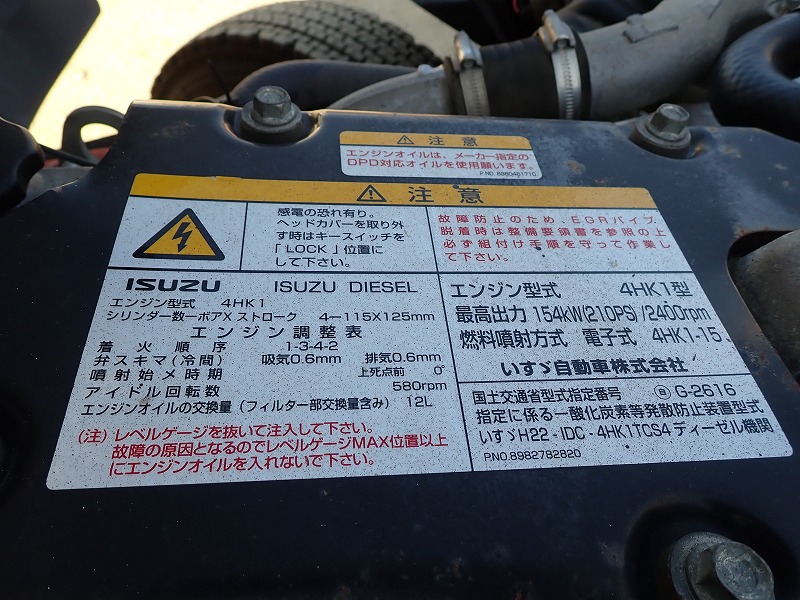 注意
エンジンオイルは、メーカー指定の
DPD対応オイルを使用願います。
P.NO. 8980461710
注意
感電の恐れ有り。
ヘッドカバーを取り外
す時はキースイッチを
「LOCK」位置に
して下さい。
故障防止のため、EGRパイプ
脱着時は整備要領書を参照の上
必ず組付け手順を守って作業し
て下さい。
ISUZU ISUZU DIESEL
エンジン型式 4HK1
シリンダ数ーボアXストローク 4ー115X125mm
エンジン調整表
着火順序 1-3-4-2
弁スキマ(冷間) 吸気0.6mm 排気0.6mm
噴射始メ時期 上死点前 0°
アイドル回転数 580rpm
エンジンオイルの交換量(フィルター部交換量含み) 12L
(注)レベルゲージを抜いて注入して下さい。
故障の原因となるのでレベルゲージMAX位置以上
にエンジンオイルを入れないで下さい。
エンジン型式 4HK1型
最高出力 154kW(210PS)/2400rpm
燃料噴射方式 電子式 4HK1-15
いすゞ自動車株式会社
国土交通省型式指定番号 自 G-2616
指定に係る一酸化炭素等発散防止装置型式
いすゞH22-IDC-4HK1TCS4ディーゼル機関
P.NO.8982782820